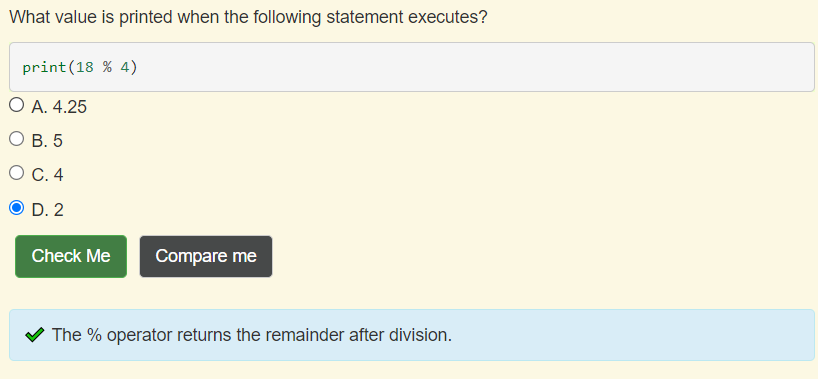 What value is printed when the following statement executes?
print(18 % 4)
A. 4.25
B. 5
C. 4
D. 2
Check Me
Compare me
The % operator returns the remainder after division.